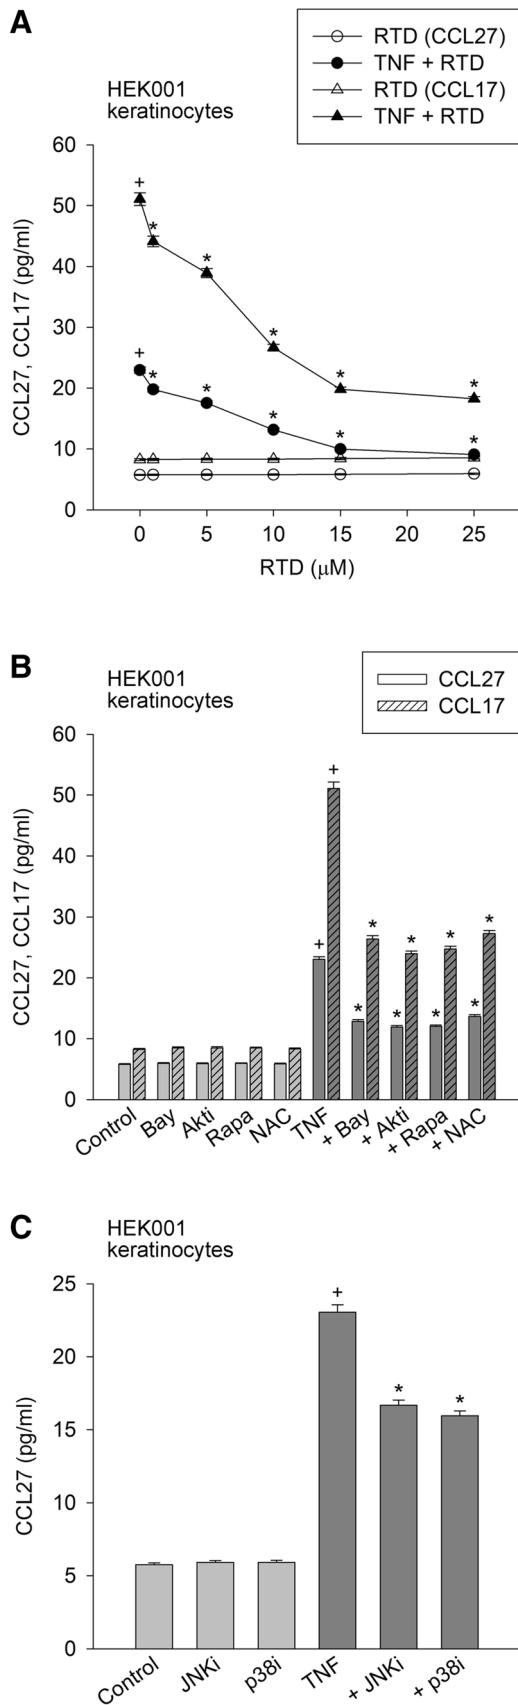 A
RTD (CCL27)
TNF + RTD
RTD (CCL17)
TNF + RTD
HEK001
keratinocytes
60
50
40
30
20
10
0
CCL27, CCL17 (pg/ml)
+
*
*
*
*
*
+
*
*
*
*
*
0 5 10 15 20 25
RTD (μM)
B
HEK001
keratinocytes
CCL27
CCL17
60
50
40
30
20
10
0
CCL27, CCL17 (pg/ml)
+
+
* * * *
* * * *
Control Bay Akti Rapa NAC TNF + Bay + Akti + Rapa + NAC
C
HEK001
keratinocytes
25
20
15
10
5
0
CCL27 (pg/ml)
+
* *
Control JNKi p38i TNF + JNKi + p38i